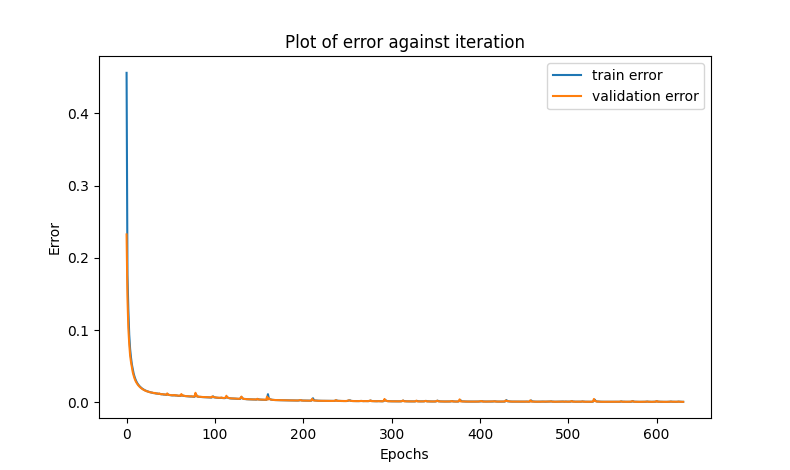 Plot of error against iteration
train error
validation error
0.4
0.3
0.2
0.1
0.0
Error
0 100 200 300 400 500 600
Epochs